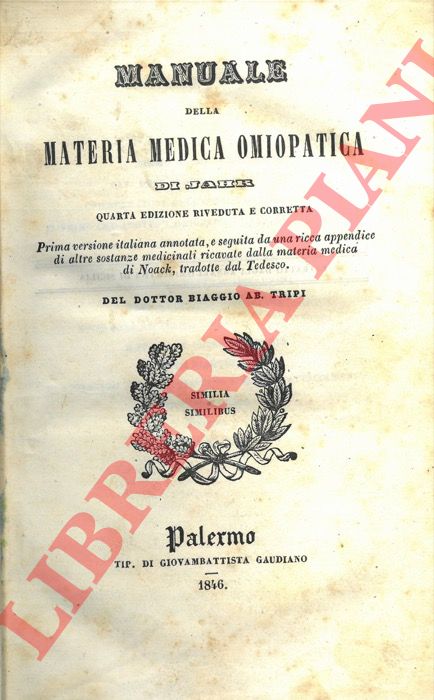 MANUALE
DELLA
MATERIA MEDICA OMIOPATICA
DI JAHR
QUARTA EDIZIONE RIVEDUTA E CORRETTA
Prima versione italiana annotata, e seguita da una ricca appendice
di altre sostanze medicinali ricavate dalla materia medica
di Noack, tradotte dal Tedesco.
DEL DOTTOR BIAGGIO AB. TRIPI
SIMILIA
SIMILIBUS
Palermo
TIP. DI GIOVAMBATTISTA GAUDIANO
1846.
LIBRERIA PIANI